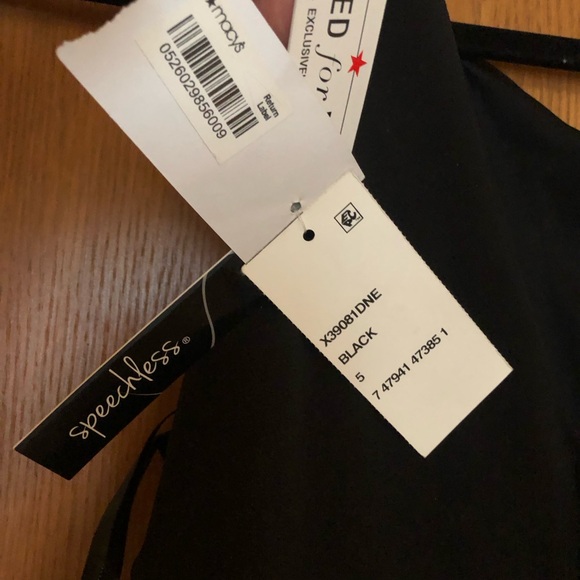 ★macy's
0526029856009
Return
Label
ED
for
EXCLUSIVE
X39081DNE
BLACK
5
7 47941 47385 1
speechless®